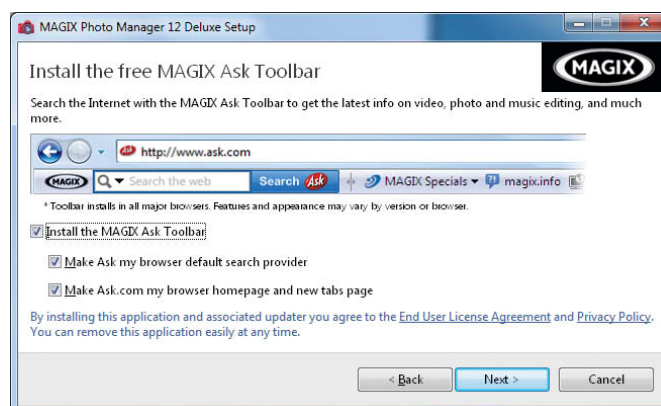 MAGIX Photo Manager 12 Deluxe Setup
Install the free MAGIX Ask Toolbar
MAGIX
Search the Internet with the MAGIX Ask Toolbar to get the latest info on video, photo and music editing, and much
more.
Ask http://www.ask.com
MAGIX Search the web Search Ask MAGIX Specials magix.info
* Toolbar installs in all major browsers. Features and appearance may vary by version or browser.
Install the MAGIX Ask Toolbar
Make Ask my browser default search provider
Make Ask.com my browser homepage and new tabs page
By installing this application and associated updater you agree to the End User License Agreement and Privacy Policy.
You can remove this application easily at any time.
< Back Next > Cancel